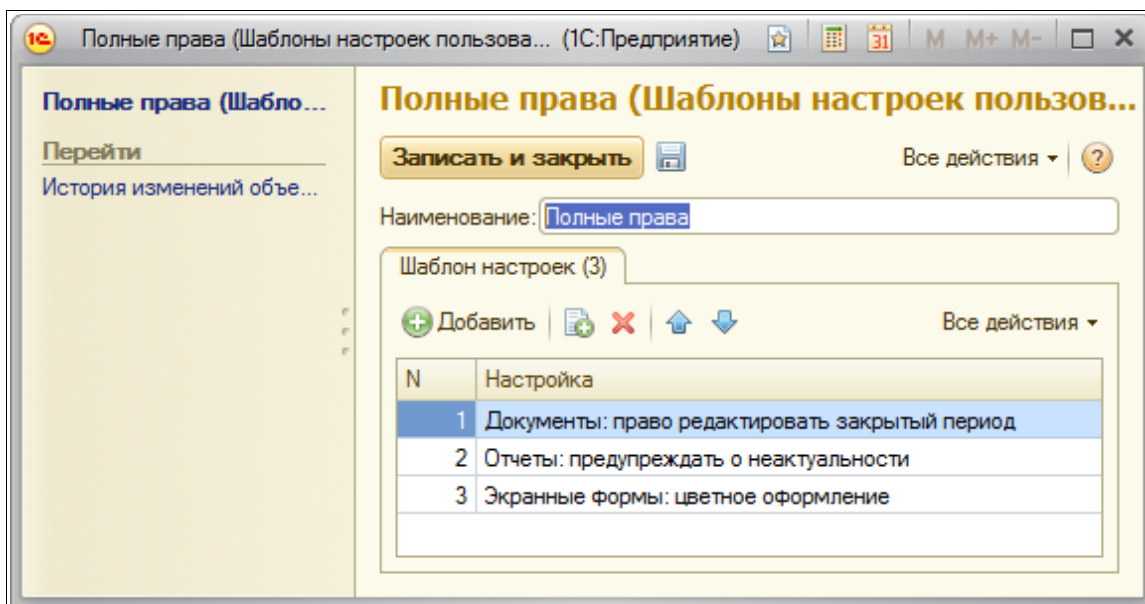 1С Полные права (Шаблоны настроек пользова... (1С:Предприятие) 31 M M+ M-
Полные права (Шабло...
Перейти
История изменений объе...
Полные права (Шаблоны настроек пользов...
Записать и закрыть Все действия ?
Наименование: Полные права
Шаблон настроек (3)
Добавить Все действия
N Настройка
1 Документы: право редактировать закрытый период
2 Отчеты: предупреждать о неактуальности
3 Экранные формы: цветное оформление